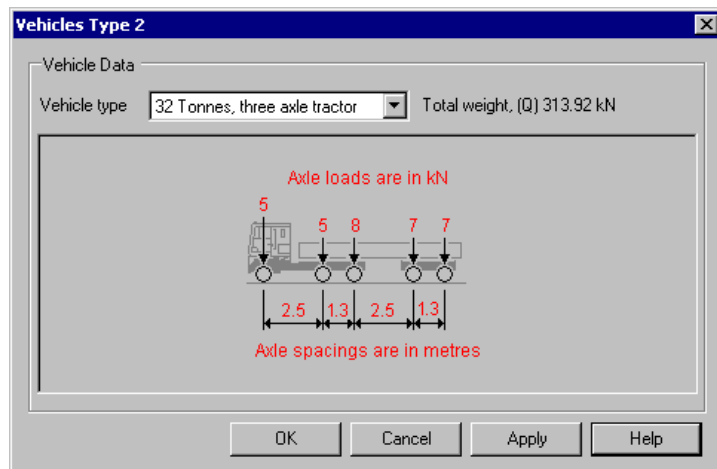 Vehicles Type 2
Vehicle Data
Vehicle type 32 Tonnes, three axle tractor Total weight, (Q) 313.92 kN
Axle loads are in kN
5
5 8 7 7
2.5 1.3 2.5 1.3
Axle spacings are in metres
OK Cancel Apply Help